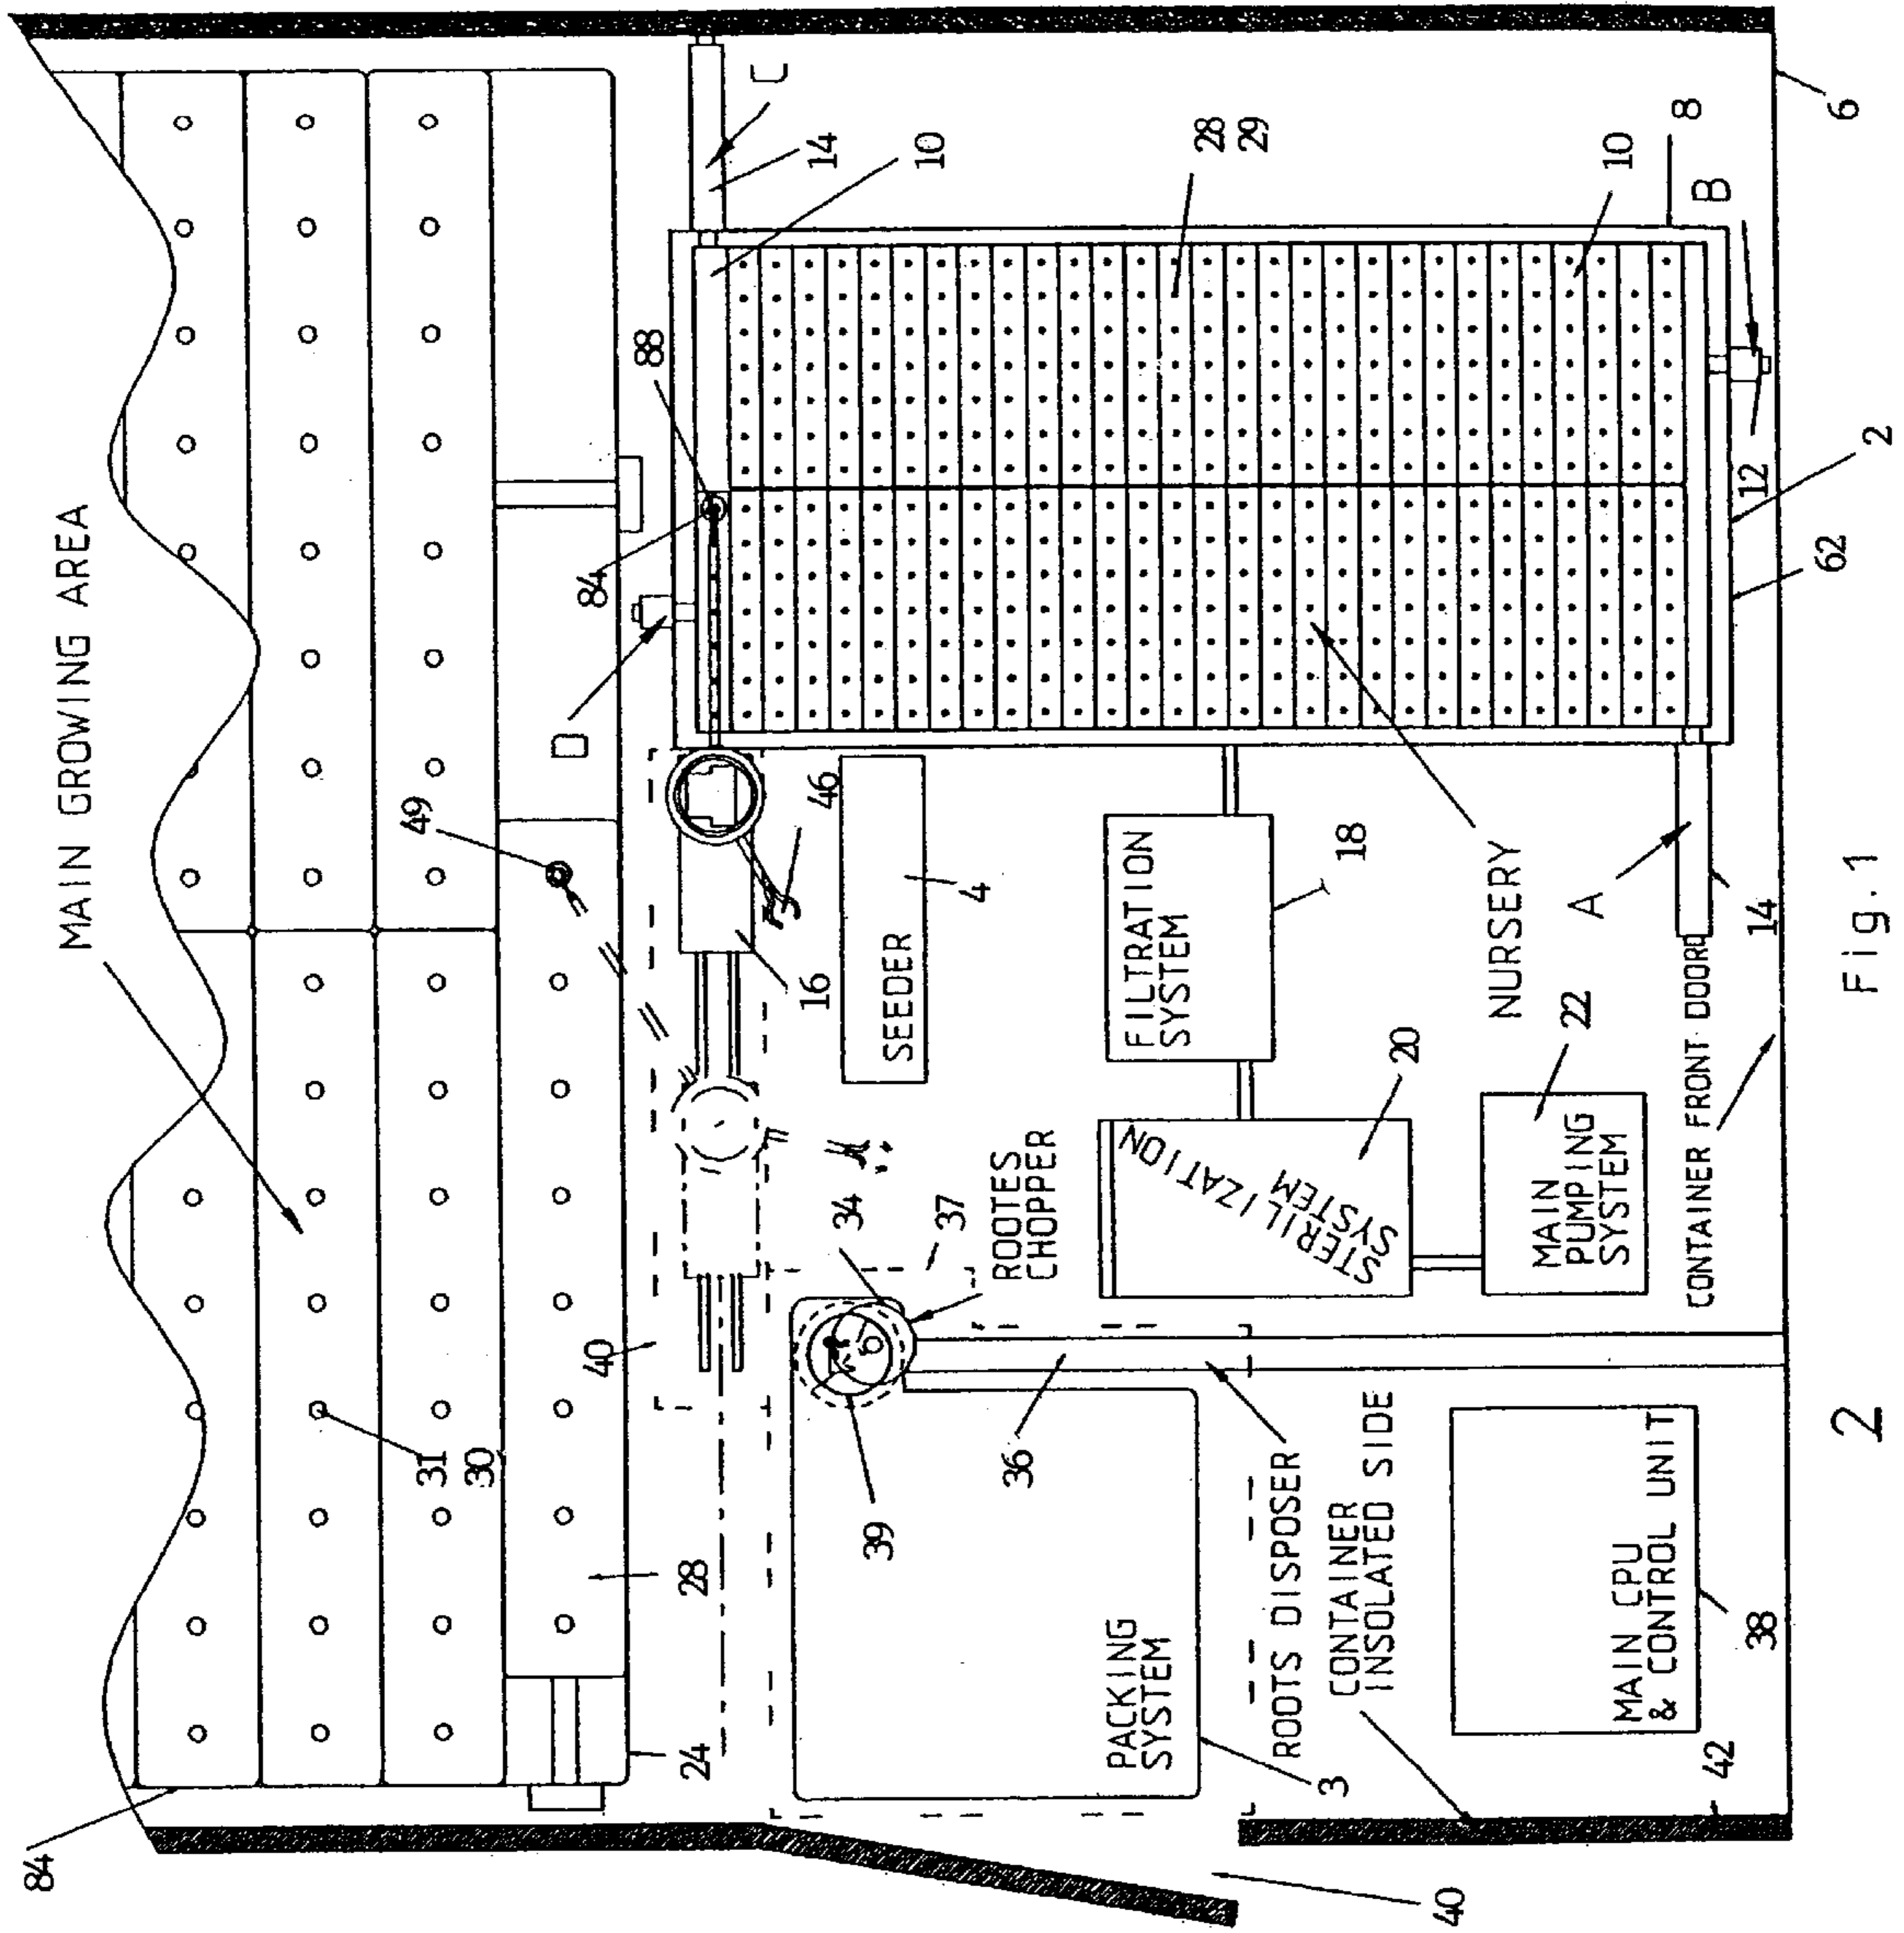 MAIN GROWING AREA
84
24
28
31
30
49
D
84
88
C
14
10
28
29
10
8
B
6
12
2
62
40
16
46
SEEDER
4
34
37
ROOTES
CHOPPER
39
36
PACKING
SYSTEM
3
ROOTS DISPOSER
CONTAINER
INSOLATED SIDE
FILTRATION
SYSTEM
18
STERILIZATION
SYSTEM
20
MAIN
PUMPING
SYSTEM
22
NURSERY
A
14
CONTAINER FRONT DOOR
MAIN CPU
& CONTROL UNIT
38
42
40
Fig.1
2